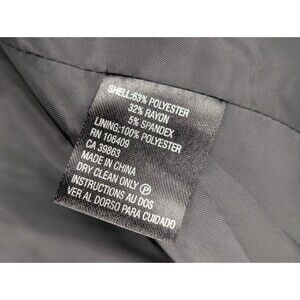 SHELL:63% POLYESTER
32% RAYON
5% SPANDEX
LINING:100% POLYESTER
RN 106409
CA 39863
MADE IN CHINA
DRY CLEAN ONLY Ⓟ
INSTRUCTIONS AU DOS
VER AL DORSO PARA CUIDADO